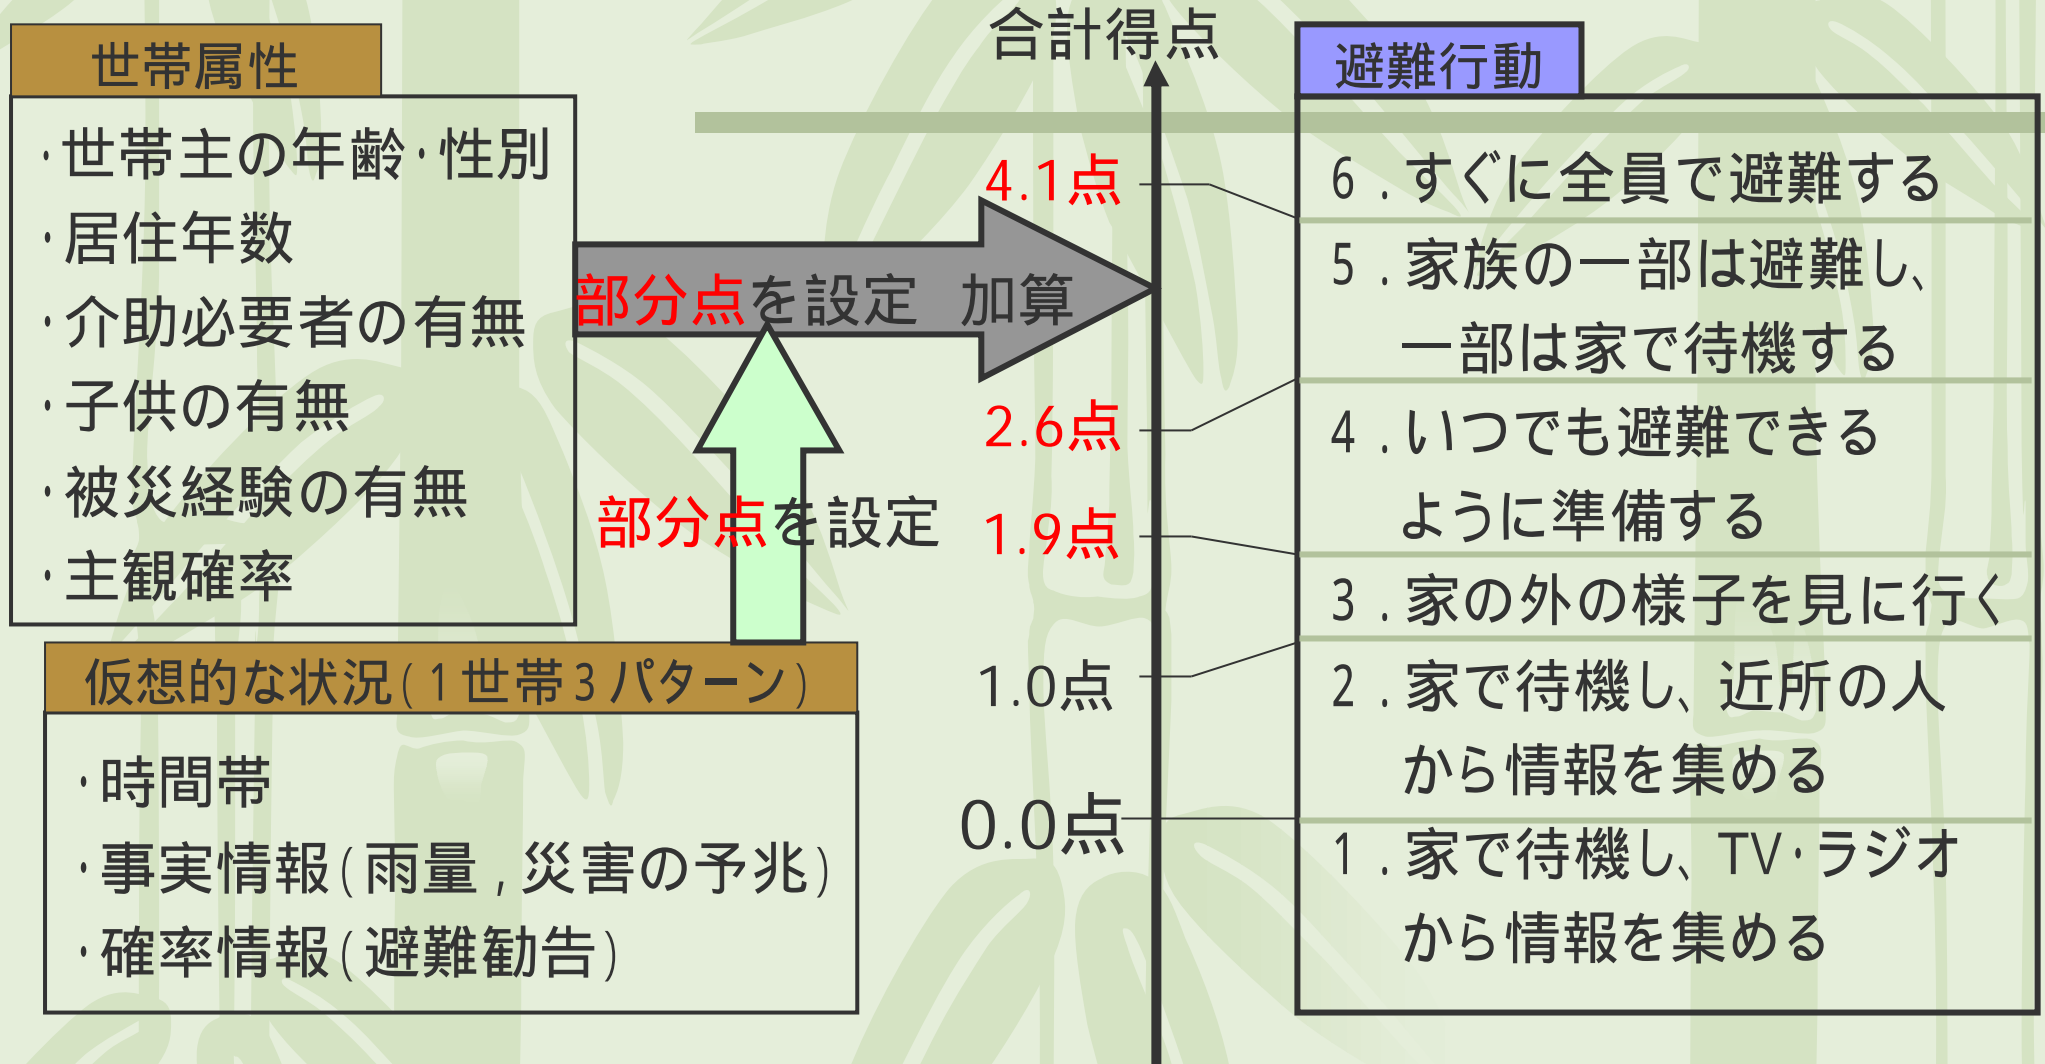 世帯属性
・世帯主の年齢・性別
・居住年数
・介助必要者の有無
・子供の有無
・被災経験の有無
・主観確率
部分点を設定 加算
部分点を設定
仮想的な状況(1世帯3パターン)
・時間帯
・事実情報(雨量,災害の予兆)
・確率情報(避難勧告)
合計得点
4.1点
2.6点
1.9点
1.0点
0.0点
避難行動
6.すぐに全員で避難する
5.家族の一部は避難し、
一部は家で待機する
4.いつでも避難できる
ように準備する
3.家の外の様子を見に行く
2.家で待機し、近所の人
から情報を集める
1.家で待機し、TV・ラジオ
から情報を集める